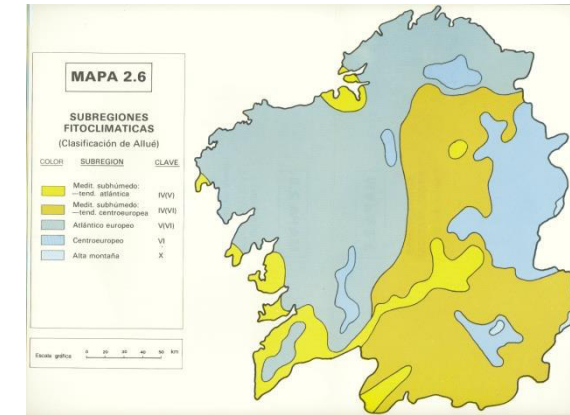 MAPA 2.6
SUBREGIONES
FITOCLIMATICAS
(Clasificación de Allué)
COLOR SUBREGION CLAVE
Medit. subhúmedo:
—tend. atlántica IV(V)
Medit. subhúmedo:
—tend. centroeuropea IV(VI)
Atlántico europeo V(VI)
Centroeuropeo VI
Alta montaña X
Escala gráfica 0 10 20 30 40 50 km